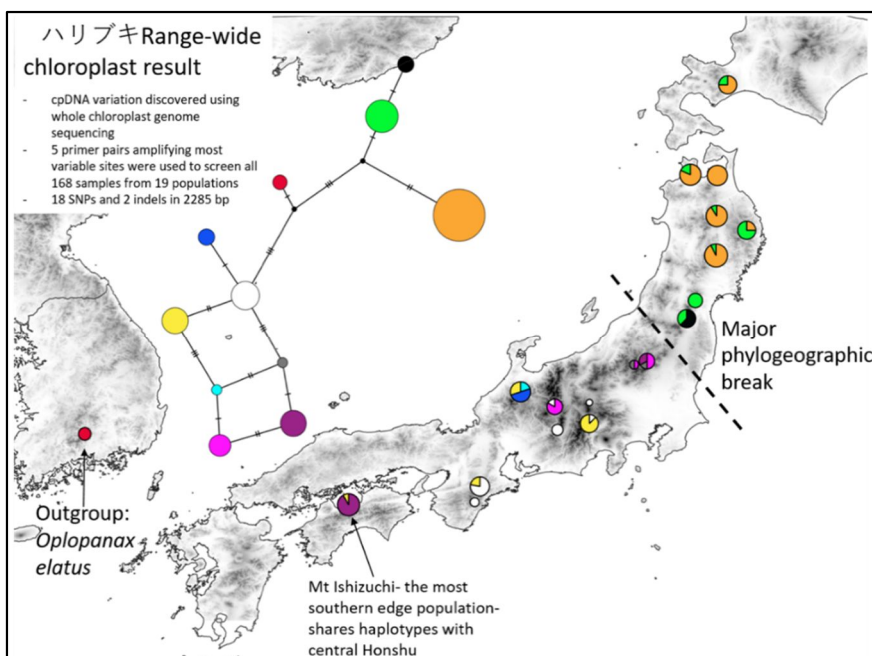 ハリブキRange-wide
chloroplast result
- cpDNA variation discovered using
whole chloroplast genome
sequencing
- 5 primer pairs amplifying most
variable sites were used to screen all
168 samples from 19 populations
- 18 SNPs and 2 indels in 2285 bp
Major
phylogeographic
break
Outgroup:
Oplopanax
elatus
Mt Ishizuchi- the most
southern edge population-
shares haplotypes with
central Honshu